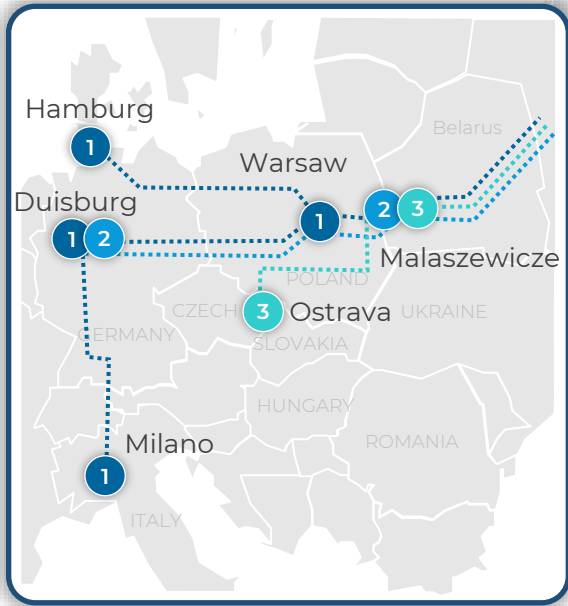 Hamburg
1
Belarus
Warsaw
Duisburg
1 2
1
2 3
Malaszewicze
POLAND
3
Ostrava
CZECH
UKRAINE
GERMANY
SLOVAKIA
HUNGARY
ROMANIA
Milano
1
ITALY